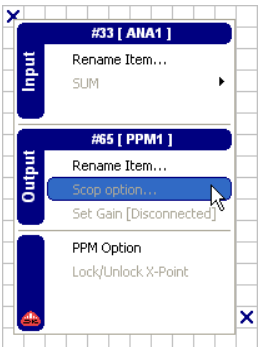 #33 [ ANA1 ]
Input
Rename Item...
SUM
#65 [ PPM1 ]
Output
Rename Item...
Scop option...
Set Gain [Disconnected]
PPM Option
Lock/Unlock X-Point